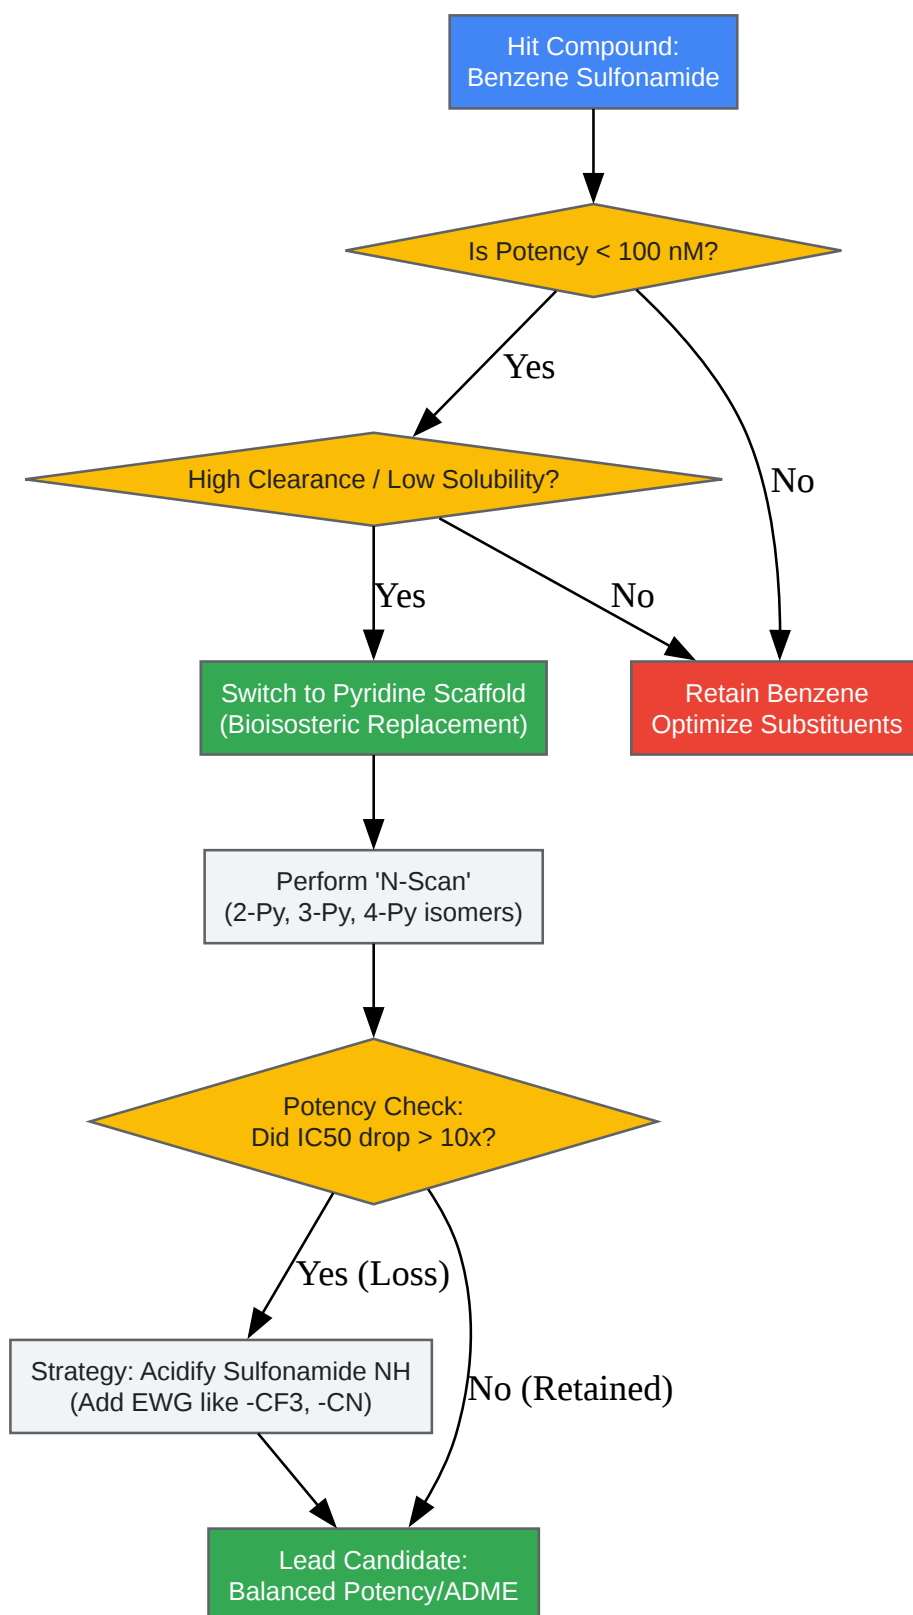 Hit Compound:
Benzene Sulfonamide
Is Potency < 100 nM?
Yes
No
High Clearance / Low Solubility?
Yes
No
Switch to Pyridine Scaffold
(Bioisosteric Replacement)
Retain Benzene
Optimize Substituents
Perform 'N-Scan'
(2-Py, 3-Py, 4-Py isomers)
Potency Check:
Did IC50 drop > 10x?
Yes (Loss)
No (Retained)
Strategy: Acidify Sulfonamide NH
(Add EWG like -CF3, -CN)
Lead Candidate:
Balanced Potency/ADME